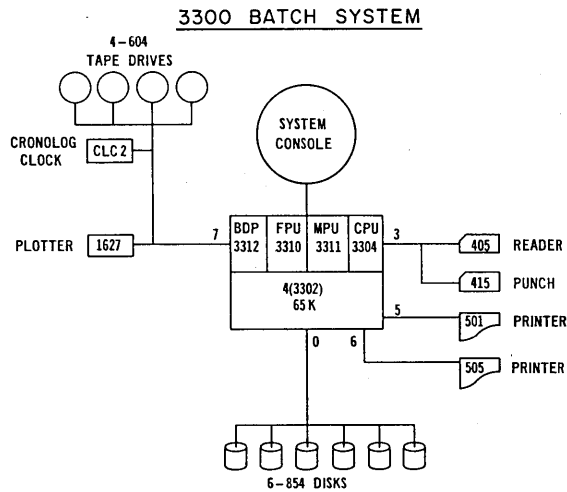 3300 BATCH SYSTEM
4-604
TAPE DRIVES
CRONOLOG
CLOCK
CLC 2
SYSTEM
CONSOLE
PLOTTER
1627
7
BDP
3312
FPU
3310
MPU
3311
CPU
3304
3
405
READER
415
PUNCH
4(3302)
65K
5
501
PRINTER
0
6
505
PRINTER
6-854 DISKS